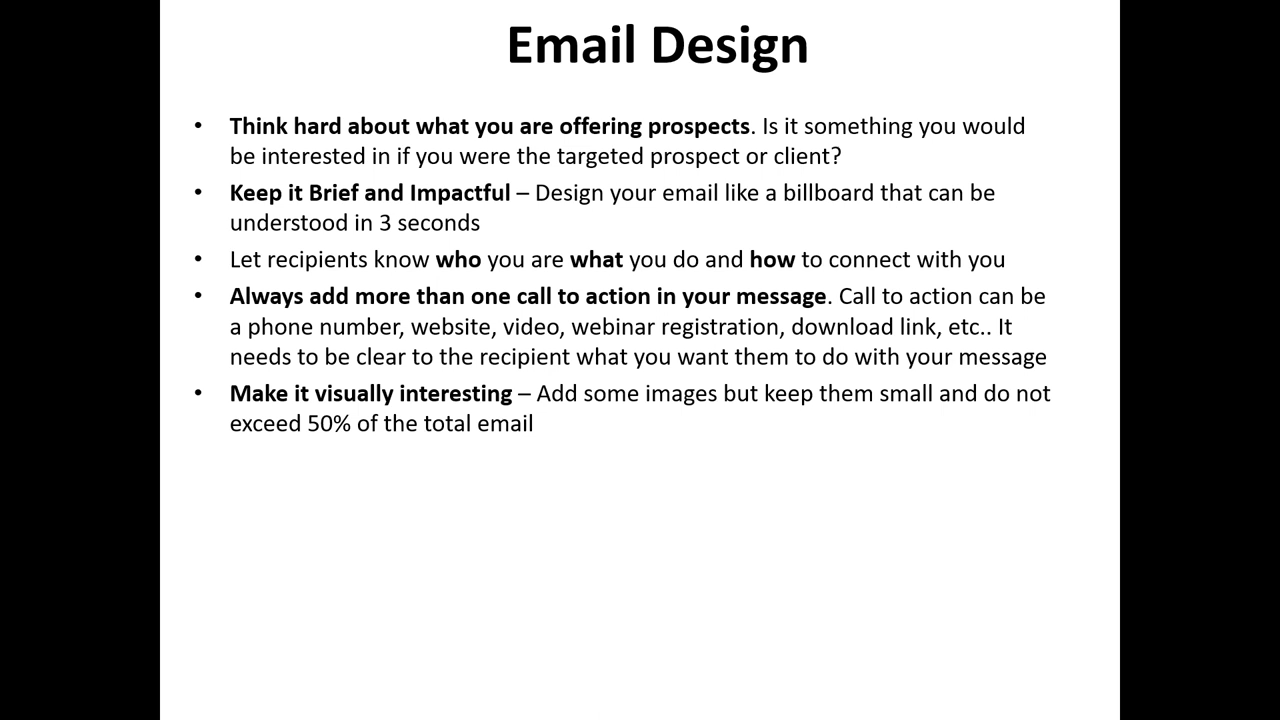 Email Design
• Think hard about what you are offering prospects. Is it something you would
be interested in if you were the targeted prospect or client?
• Keep it Brief and Impactful – Design your email like a billboard that can be
understood in 3 seconds
• Let recipients know who you are what you do and how to connect with you
• Always add more than one call to action in your message. Call to action can be
a phone number, website, video, webinar registration, download link, etc.. It
needs to be clear to the recipient what you want them to do with your message
• Make it visually interesting – Add some images but keep them small and do not
exceed 50% of the total email